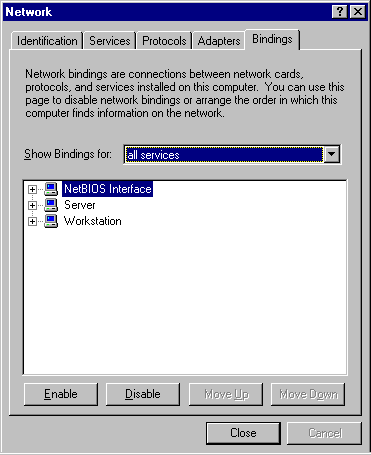 Network
Identification Services Protocols Adapters Bindings
Network bindings are connections between network cards,
protocols, and services installed on this computer. You can use this
page to disable network bindings or arrange the order in which this
computer finds information on the network.
Show Bindings for: all services
NetBIOS Interface
Server
Workstation
Enable Disable Move Up Move Down
Close Cancel